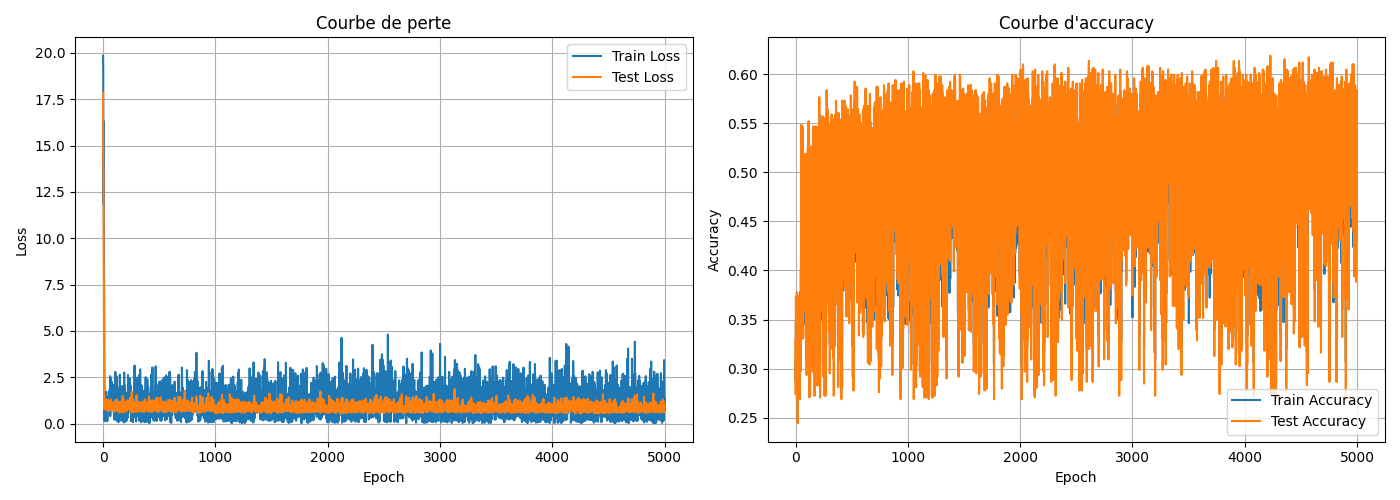 Courbe de perte
20.0
17.5
15.0
12.5
10.0
7.5
5.0
2.5
0.0
Loss
0
1000
2000
3000
4000
5000
Epoch
Train Loss
Test Loss
Courbe d'accuracy
0.60
0.55
0.50
0.45
0.40
0.35
0.30
0.25
Accuracy
0
1000
2000
3000
4000
5000
Epoch
Train Accuracy
Test Accuracy